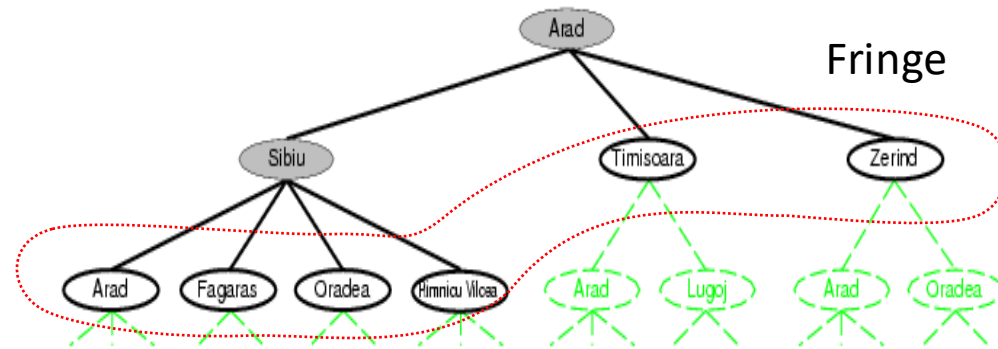 Arad
Fringe
Sibiu
Timisoara
Zerind
Arad
Fagaras
Oradea
Rimnicu Vilcea
Arad
Lugoj
Arad
Oradea